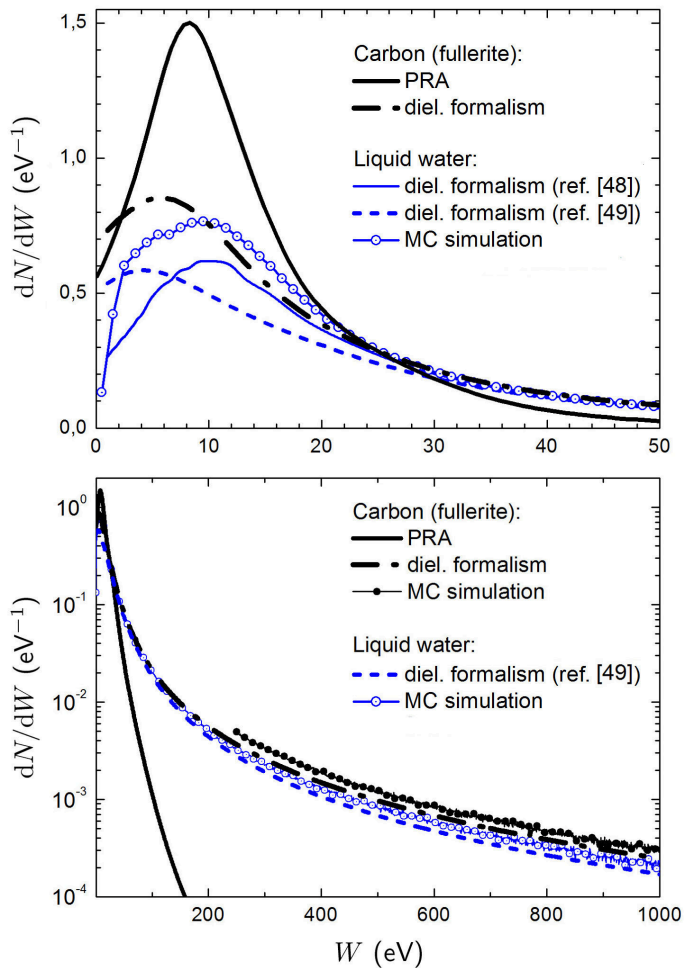 1,5
1,0
0,5
0,0
dN/dW (eV⁻¹)
Carbon (fullerite):
PRA
diel. formalism
Liquid water:
diel. formalism (ref. [48])
diel. formalism (ref. [49])
MC simulation
0 10 20 30 40 50
10⁰
10⁻¹
10⁻²
10⁻³
10⁻⁴
dN/dW (eV⁻¹)
Carbon (fullerite):
PRA
diel. formalism
MC simulation
Liquid water:
diel. formalism (ref. [49])
MC simulation
200 400 600 800 1000
W (eV)